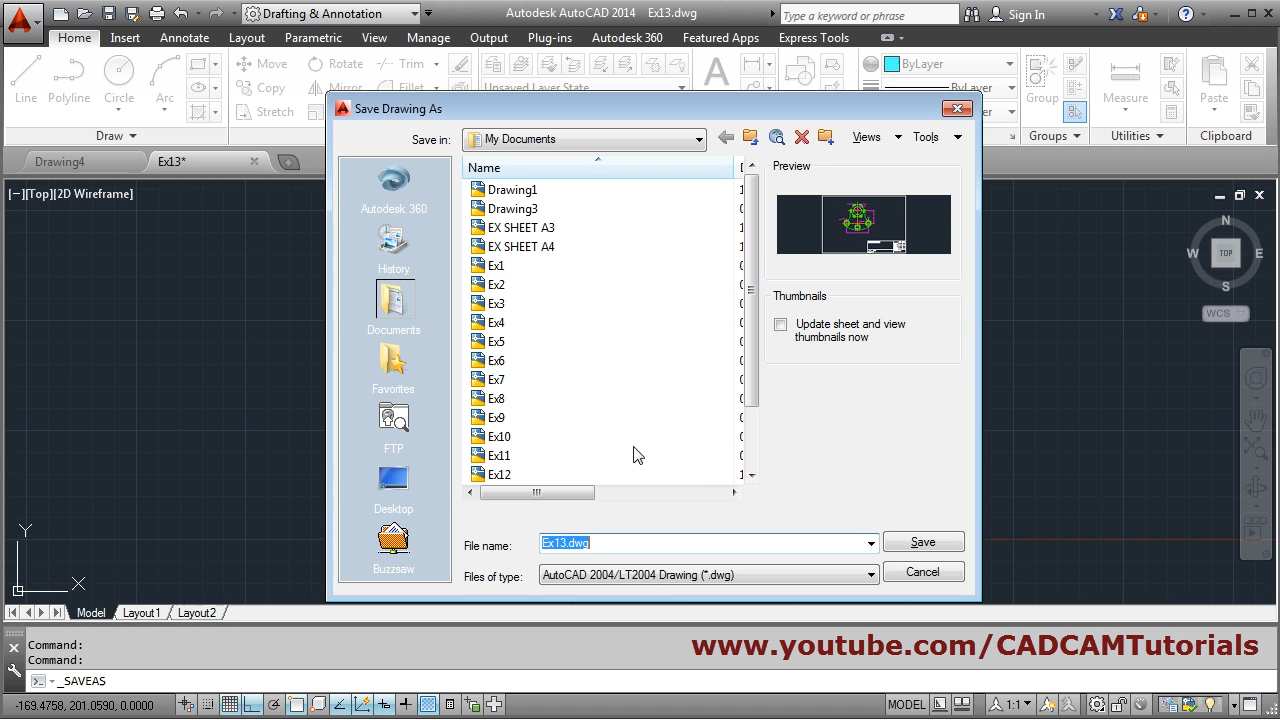 Drafting & Annotation
Autodesk AutoCAD 2014 Ex13.dwg
Type a keyword or phrase
Sign In
Home Insert Annotate Layout Parametric View Manage Output Plug-ins Autodesk 360 Featured Apps Express Tools
Line Polyline Circle Arc
Move Rotate Trim
Copy Mirror
Stretch
Unsaved Layer State
ByLayer
ByLayer
Group
Measure
Paste
Draw
Groups
Utilities
Clipboard
Drawing4
Ex13*
[−][Top][2D Wireframe]
Save Drawing As
Save in: My Documents
Views Tools
Autodesk 360
History
Documents
Favorites
FTP
Desktop
Buzzsaw
Name
Drawing1
Drawing3
EX SHEET A3
EX SHEET A4
Ex1
Ex2
Ex3
Ex4
Ex5
Ex6
Ex7
Ex8
Ex9
Ex10
Ex11
Ex12
Preview
Thumbnails
Update sheet and view
thumbnails now
File name: Ex13.dwg
Save
Files of type: AutoCAD 2004/LT2004 Drawing (*.dwg)
Cancel
N
W TOP E
S
WCS
Y
X
Model Layout1 Layout2
Command:
Command:
_SAVEAS
www.youtube.com/CADCAMTutorials
-169.4758, 201.0590, 0.0000
MODEL
1:1